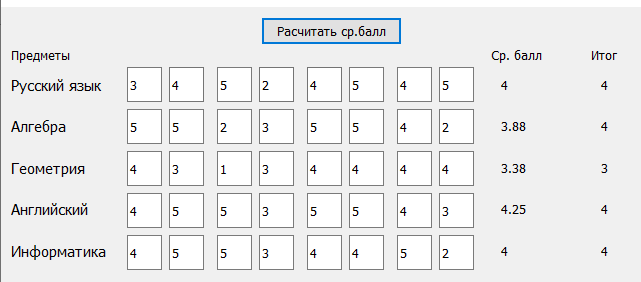 Расчитать ср.балл
Предметы Ср. балл Итог
Русский язык 3 4 5 2 4 5 4 5 4 4
Алгебра 5 5 2 3 5 5 4 2 3.88 4
Геометрия 4 3 1 3 4 4 4 4 3.38 3
Английский 4 5 5 3 5 5 4 3 4.25 4
Информатика 4 5 5 3 4 4 5 2 4 4